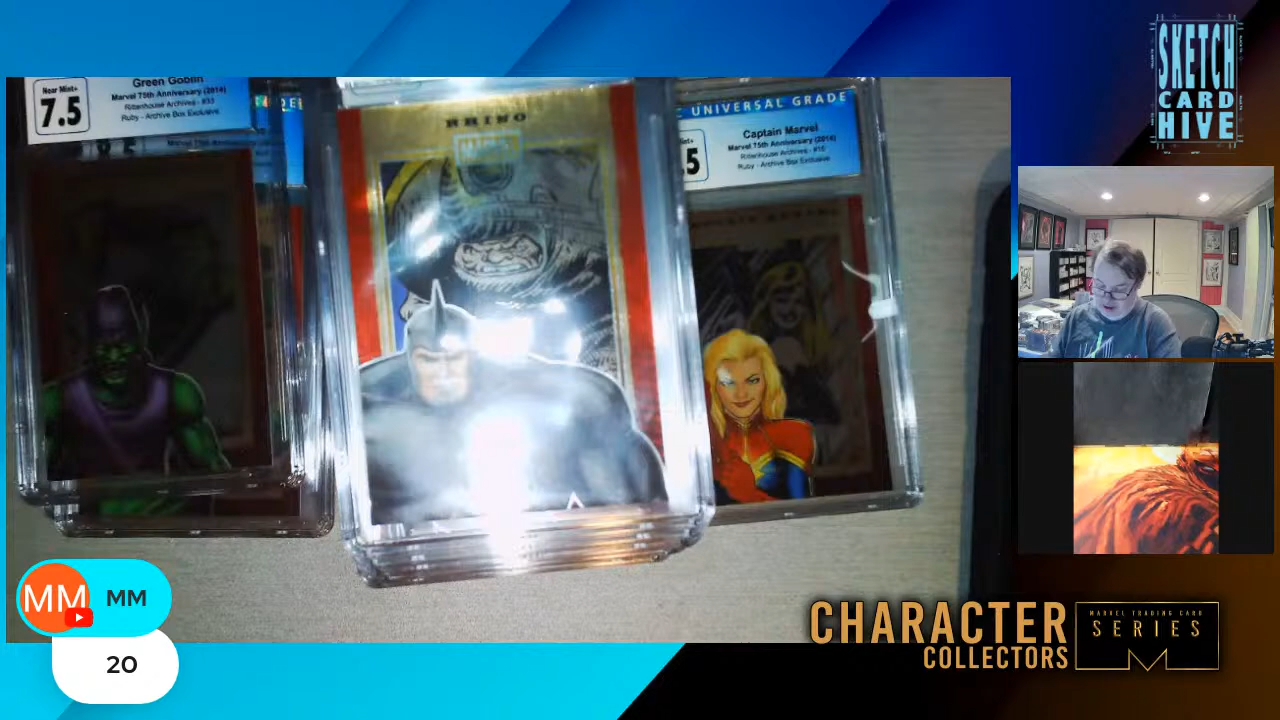 SKETCH
CARD
HIVE
Near Mint+
7.5
Green Goblin
Marvel 75th Anniversary (2014)
Rittenhouse Archives - #33
Ruby - Archive Box Exclusive
RHINO
UNIVERSAL GRADE
Captain Marvel
Marvel 75th Anniversary (2014)
Rittenhouse Archives - #15
Ruby - Archive Box Exclusive
MM
MM
20
CHARACTER
COLLECTORS
MARVEL TRADING CARD
SERIES